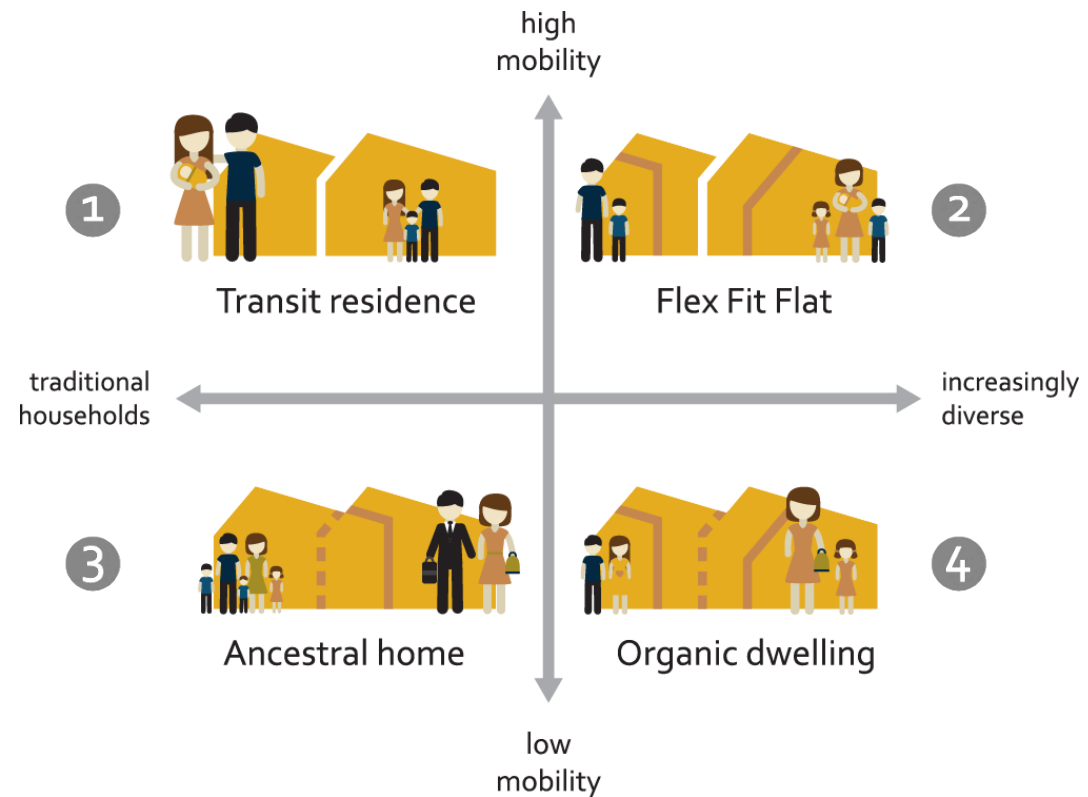 high
mobility
1
2
Transit residence
Flex Fit Flat
traditional
households
increasingly
diverse
3
4
Ancestral home
Organic dwelling
low
mobility